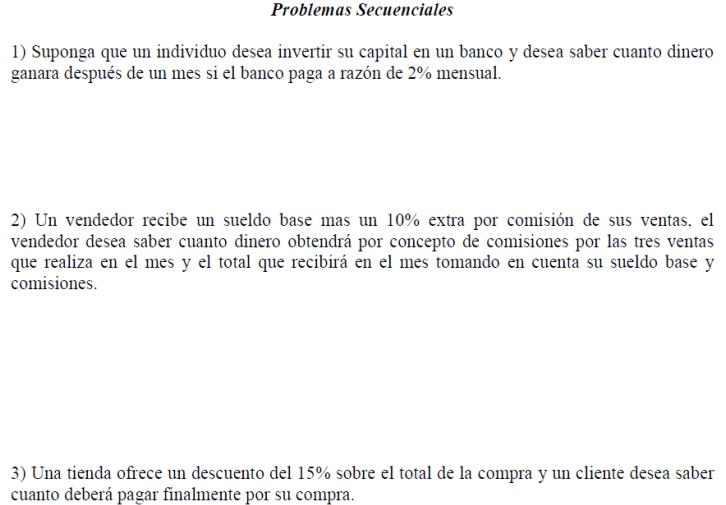 Problemas Secuenciales
1) Suponga que un individuo desea invertir su capital en un banco y desea saber cuanto dinero
ganara después de un mes si el banco paga a razón de 2% mensual.
2) Un vendedor recibe un sueldo base mas un 10% extra por comisión de sus ventas, el
vendedor desea saber cuanto dinero obtendrá por concepto de comisiones por las tres ventas
que realiza en el mes y el total que recibirá en el mes tomando en cuenta su sueldo base y
comisiones.
3) Una tienda ofrece un descuento del 15% sobre el total de la compra y un cliente desea saber
cuanto deberá pagar finalmente por su compra.